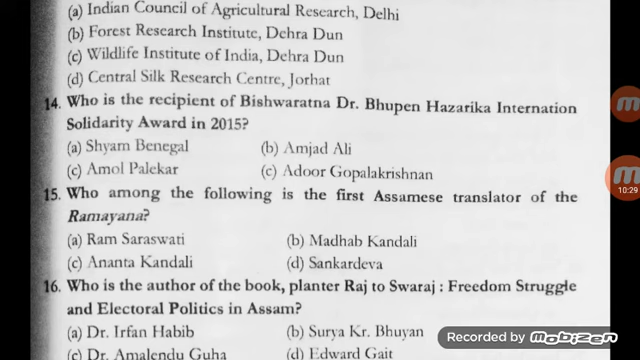 (a) Indian Council of Agricultural Research, Delhi
(b) Forest Research Institute, Dehra Dun
(c) Wildlife Institute of India, Dehra Dun
(d) Central Silk Research Centre, Jorhat
14. Who is the recipient of Bishwaratna Dr. Bhupen Hazarika Internation
Solidarity Award in 2015?
(a) Shyam Benegal (b) Amjad Ali
(c) Amol Palekar (c) Adoor Gopalakrishnan
15. Who among the following is the first Assamese translator of the
Ramayana?
(a) Ram Saraswati (b) Madhab Kandali
(c) Ananta Kandali (d) Sankardeva
16. Who is the author of the book, planter Raj to Swaraj : Freedom Struggle
and Electoral Politics in Assam?
(a) Dr. Irfan Habib (b) Surya Kr. Bhuyan
(c) Dr. Amalendu Guha (d) Edward Gait
10:29
Recorded by mobizen